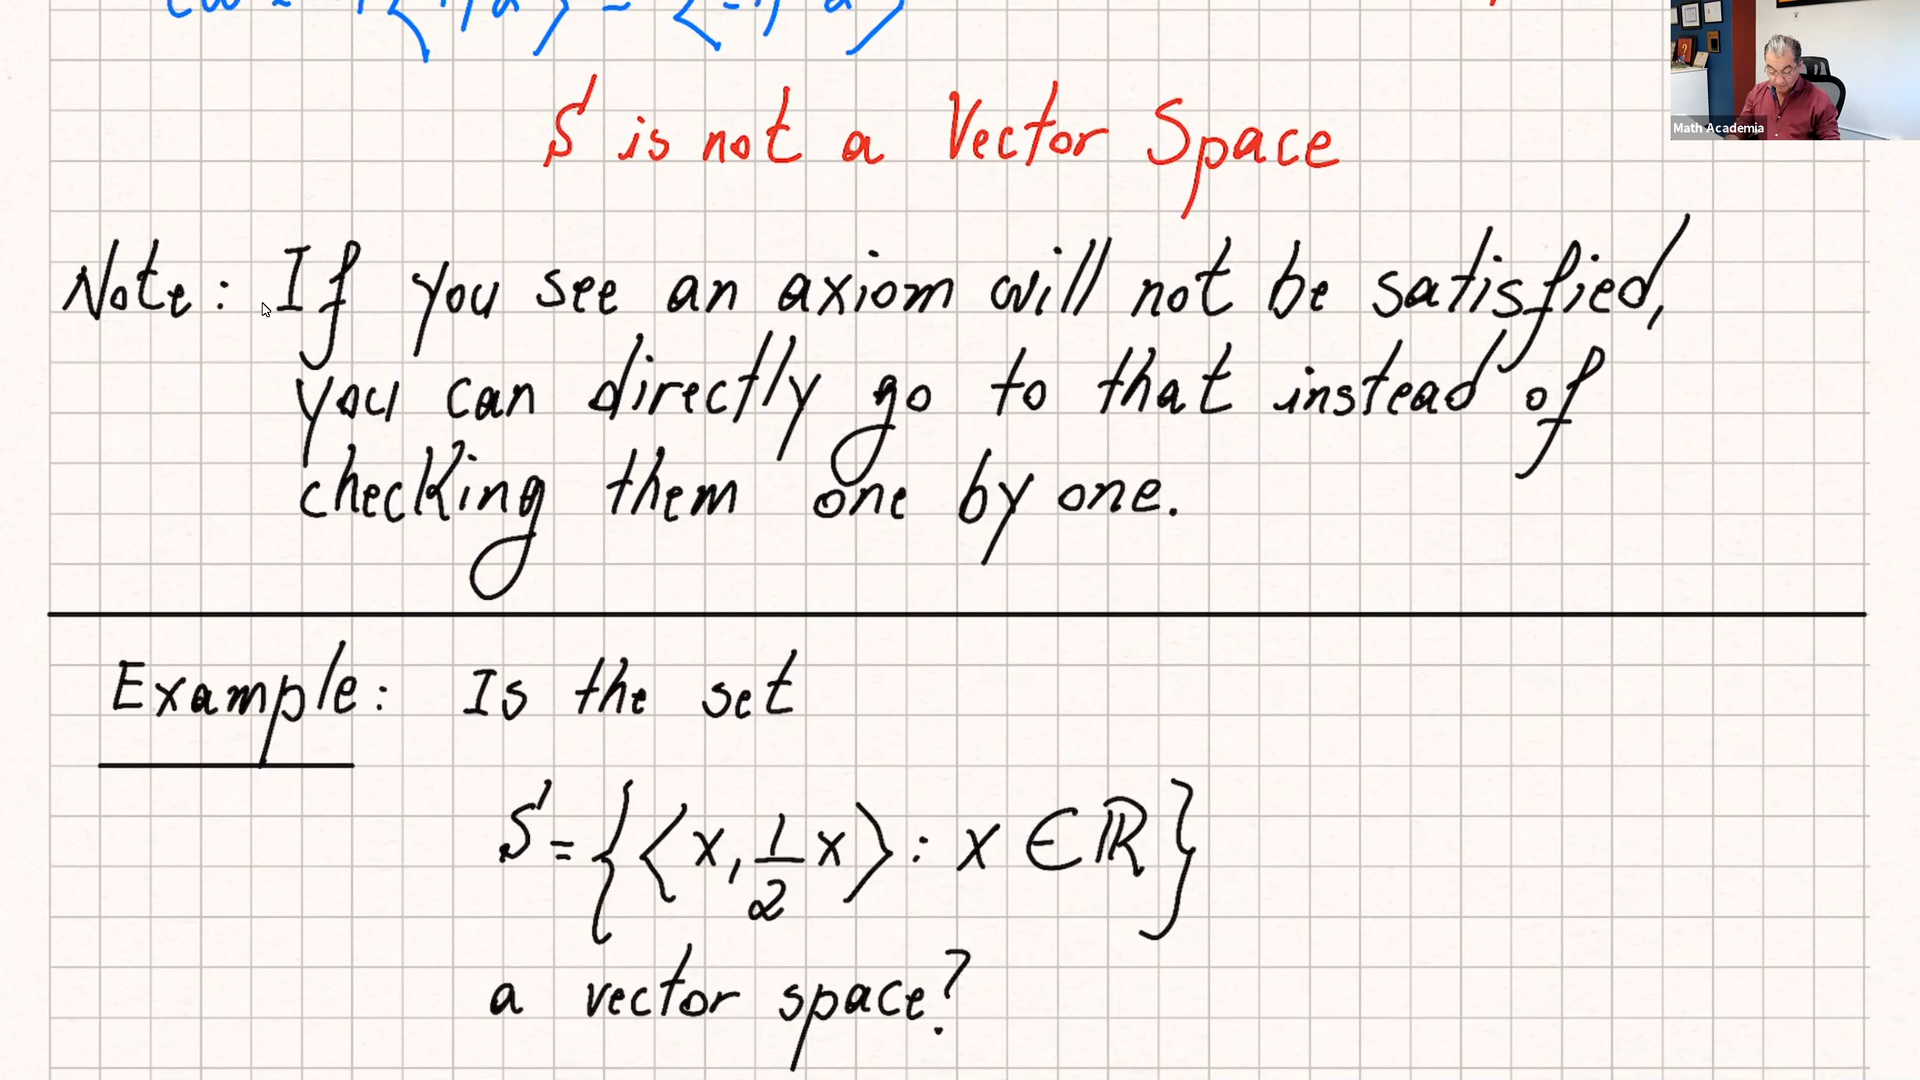 S is not a Vector Space
Math Academia
Note: If you see an axiom will not be satisfied,
you can directly go to that instead of
checking them one by one.
Example: Is the set
S = {⟨x, 1/2 x⟩ : x ∈ ℝ}
a vector space?